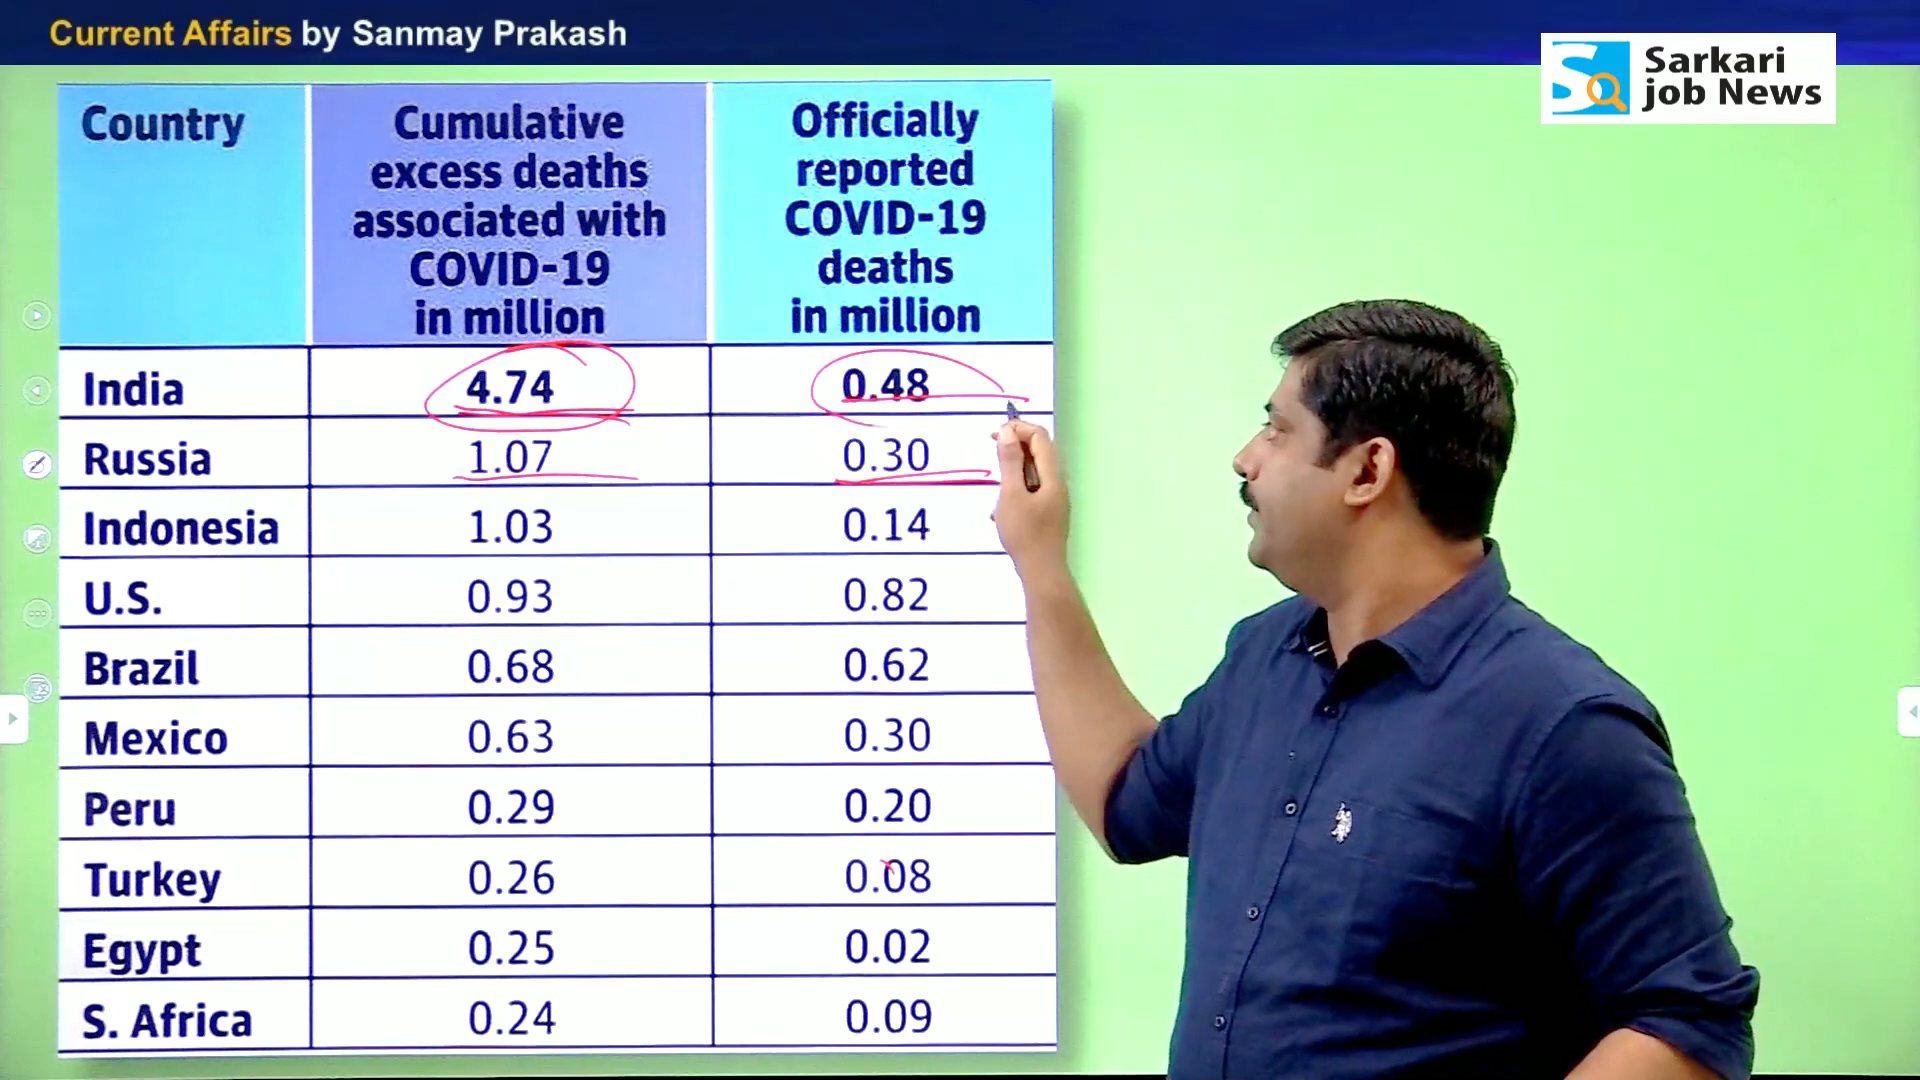 Current Affairs by Sanmay Prakash
Sarkari
job News
Country
Cumulative
excess deaths
associated with
COVID-19
in million
Officially
reported
COVID-19
deaths
in million
India 4.74 0.48
Russia 1.07 0.30
Indonesia 1.03 0.14
U.S. 0.93 0.82
Brazil 0.68 0.62
Mexico 0.63 0.30
Peru 0.29 0.20
Turkey 0.26 0.08
Egypt 0.25 0.02
S. Africa 0.24 0.09